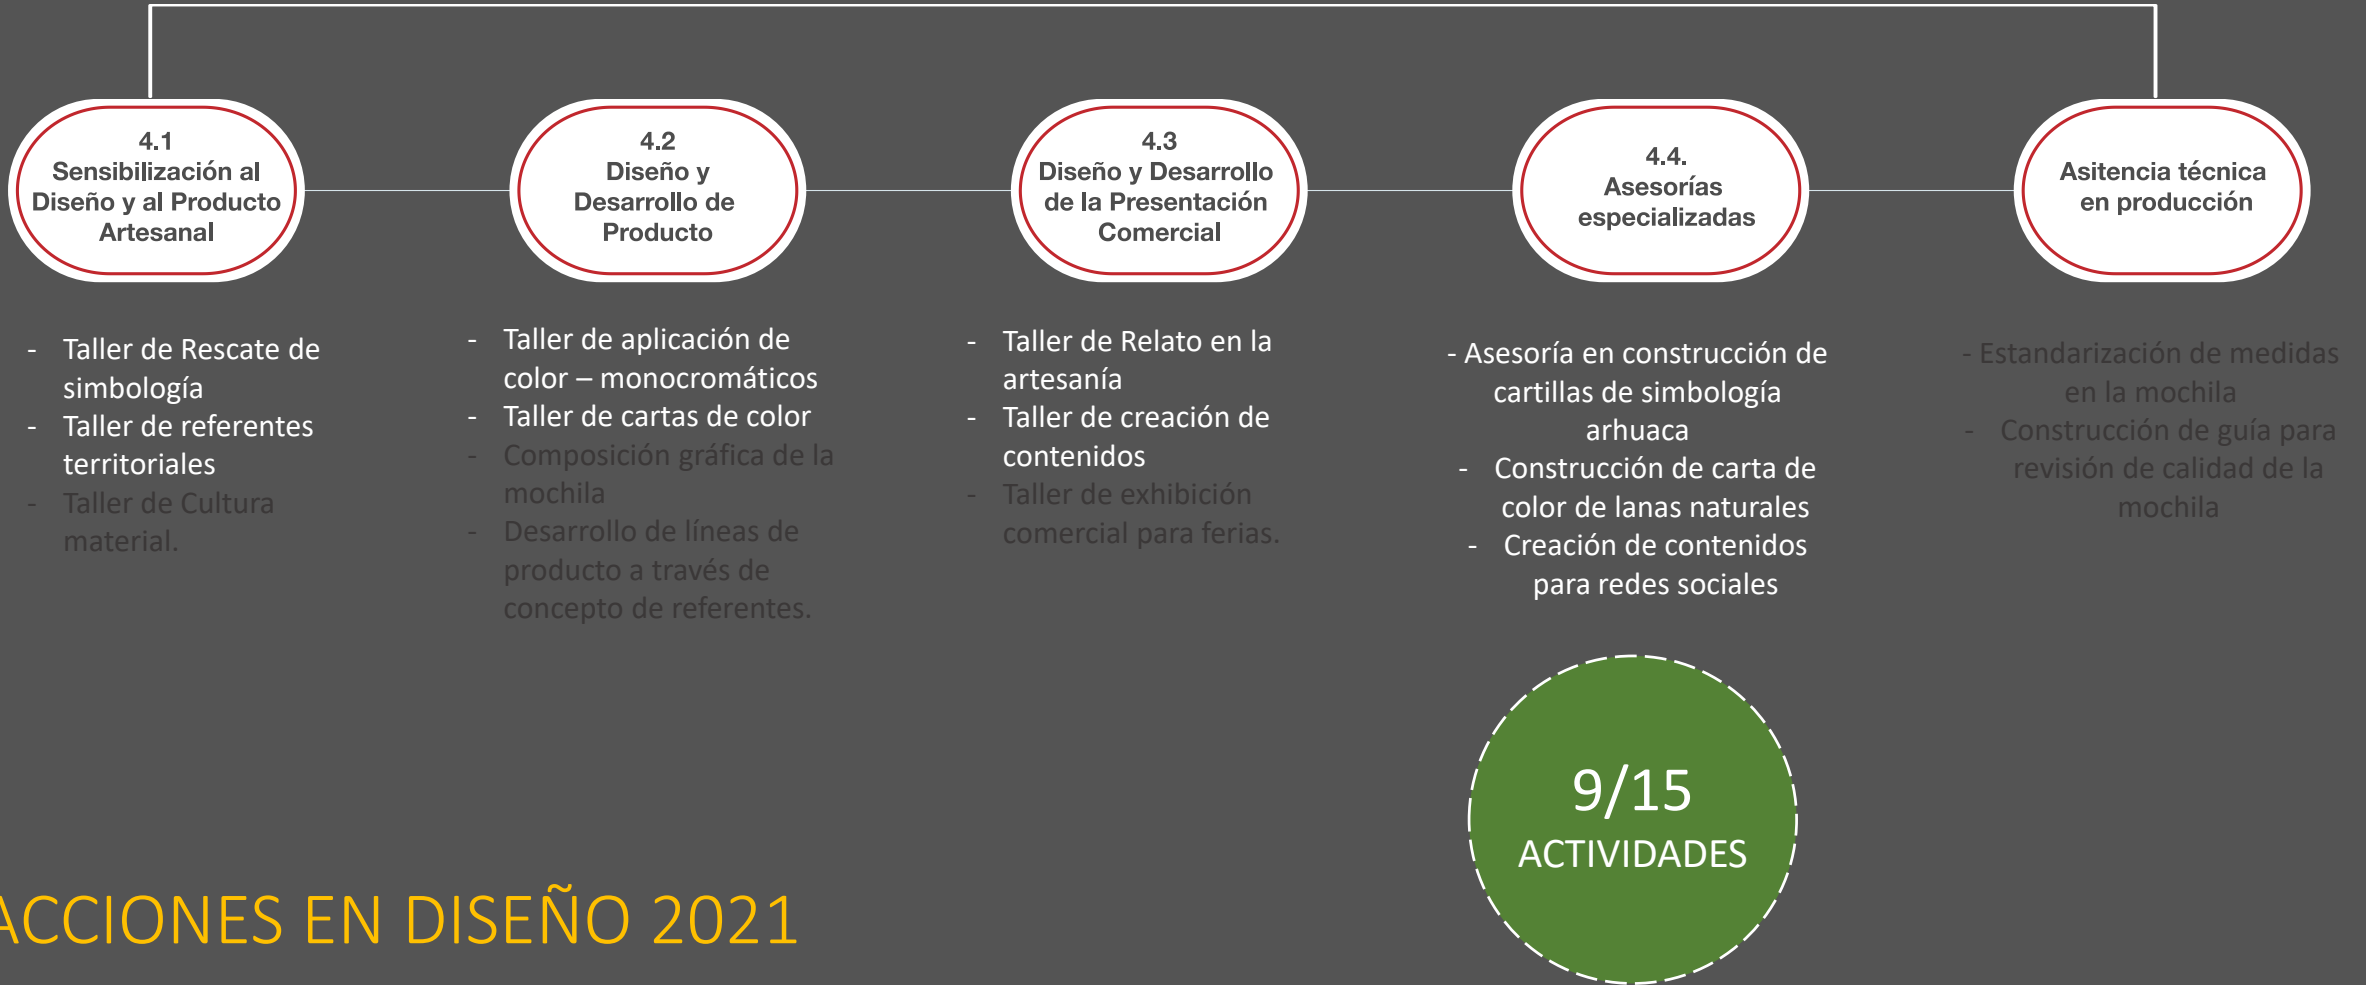 4.1
Sensibilización al
Diseño y al Producto
Artesanal
4.2
Diseño y
Desarrollo de
Producto
4.3
Diseño y Desarrollo
de la Presentación
Comercial
4.4.
Asesorías
especializadas
Asitencia técnica
en producción
- Taller de Rescate de
simbología
- Taller de referentes
territoriales
- Taller de Cultura
material.
- Taller de aplicación de
color – monocromáticos
- Taller de cartas de color
- Composición gráfica de la
mochila
- Desarrollo de líneas de
producto a través de
concepto de referentes.
- Taller de Relato en la
artesanía
- Taller de creación de
contenidos
- Taller de exhibición
comercial para ferias.
- Asesoría en construcción de
cartillas de simbología
arhuaca
- Construcción de carta de
color de lanas naturales
- Creación de contenidos
para redes sociales
- Estandarización de medidas
en la mochila
- Construcción de guía para
revisión de calidad de la
mochila
9/15
ACTIVIDADES
ACCIONES EN DISEÑO 2021